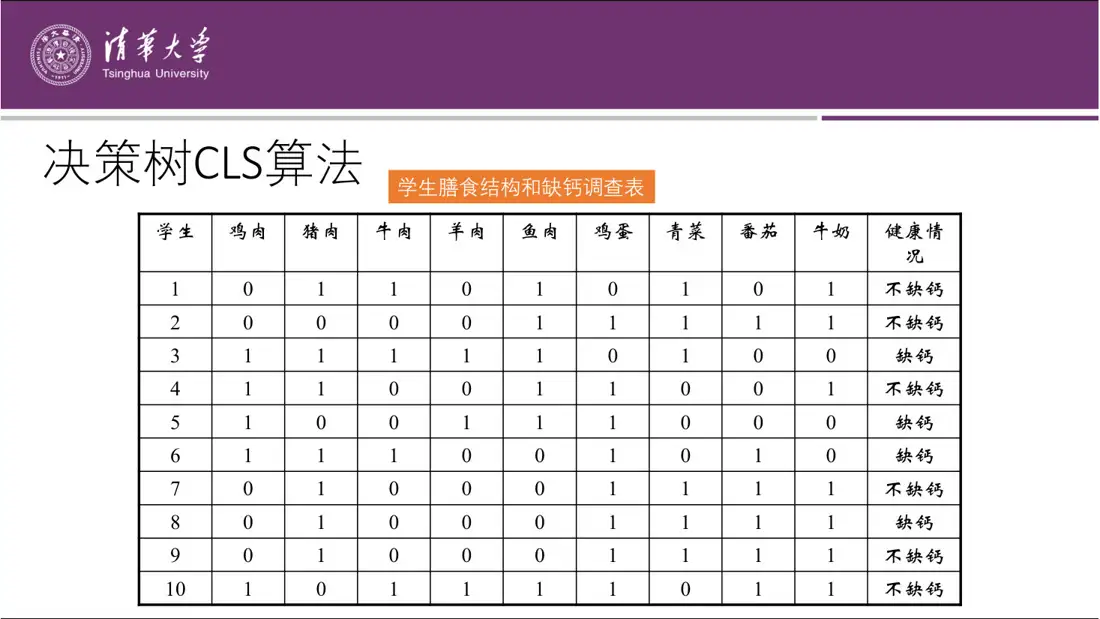 清華大学
Tsinghua University
决策树CLS算法
学生膳食结构和缺钙调查表
学生 鸡肉 猪肉 牛肉 羊肉 鱼肉 鸡蛋 青菜 番茄 牛奶 健康情况
1 0 1 1 0 1 0 1 0 1 不缺钙
2 0 0 0 0 1 1 1 1 1 不缺钙
3 1 1 1 1 1 0 1 0 0 缺钙
4 1 1 0 0 1 1 0 0 1 不缺钙
5 1 0 0 1 1 1 0 0 0 缺钙
6 1 1 1 0 0 1 0 1 0 缺钙
7 0 1 0 0 0 1 1 1 1 不缺钙
8 0 1 0 0 0 1 1 1 1 缺钙
9 0 1 0 0 0 1 1 1 1 不缺钙
10 1 0 1 1 1 1 0 1 1 不缺钙